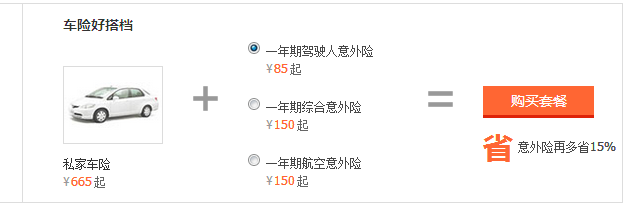 车险好搭档
私家车险
¥665起
+
一年期驾驶人意外险
¥85起
一年期综合意外险
¥150起
一年期航空意外险
¥150起
=
购买套餐
省 意外险再多省15%